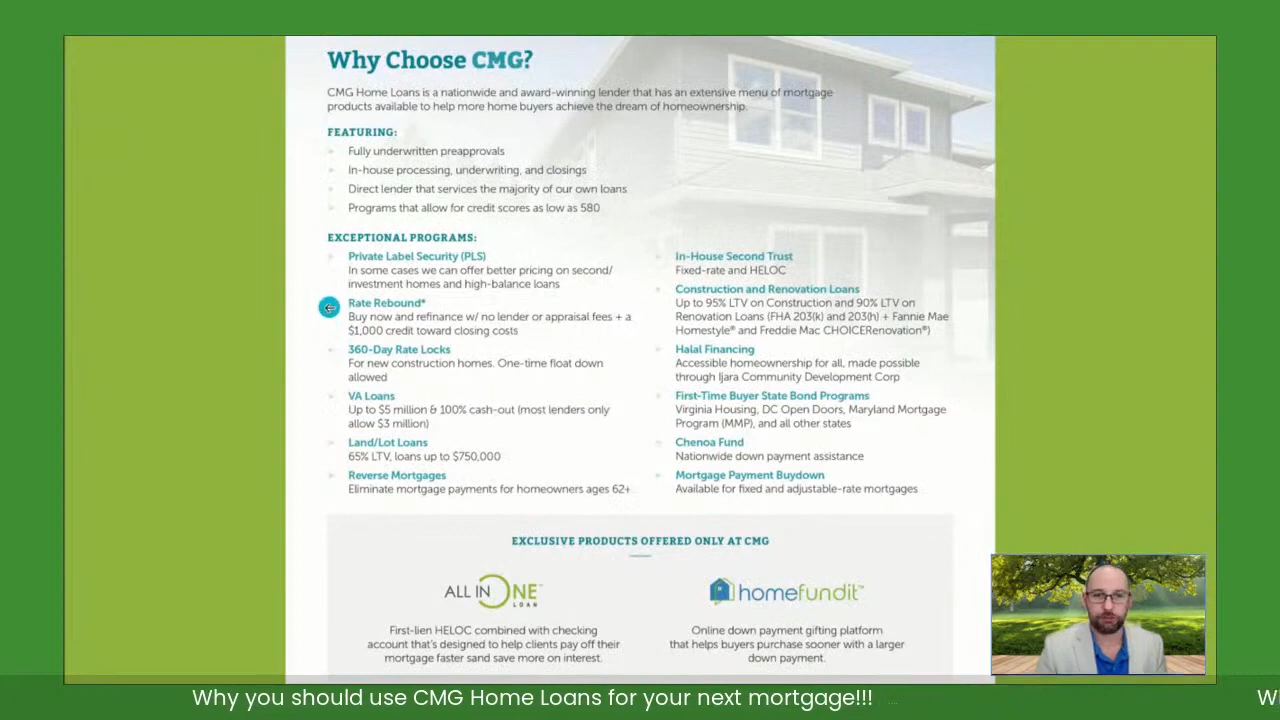 Why Choose CMG?
CMG Home Loans is a nationwide and award-winning lender that has an extensive menu of mortgage
products available to help more home buyers achieve the dream of homeownership.
FEATURING:
Fully underwritten preapprovals
In-house processing, underwriting, and closings
Direct lender that services the majority of our own loans
Programs that allow for credit scores as low as 580
EXCEPTIONAL PROGRAMS:
Private Label Security (PLS)
In some cases we can offer better pricing on second/
investment homes and high-balance loans
Rate Rebound*
Buy now and refinance w/ no lender or appraisal fees + a
$1,000 credit toward closing costs
360-Day Rate Locks
For new construction homes. One-time float down
allowed
VA Loans
Up to $5 million & 100% cash-out (most lenders only
allow $3 million)
Land/Lot Loans
65% LTV, loans up to $750,000
Reverse Mortgages
Eliminate mortgage payments for homeowners ages 62+
In-House Second Trust
Fixed-rate and HELOC
Construction and Renovation Loans
Up to 95% LTV on Construction and 90% LTV on
Renovation Loans (FHA 203(k) and 203(h) + Fannie Mae
Homestyle® and Freddie Mac CHOICERenovation®)
Halal Financing
Accessible homeownership for all, made possible
through Ijara Community Development Corp
First-Time Buyer State Bond Programs
Virginia Housing, DC Open Doors, Maryland Mortgage
Program (MMP), and all other states
Chenoa Fund
Nationwide down payment assistance
Mortgage Payment Buydown
Available for fixed and adjustable-rate mortgages
EXCLUSIVE PRODUCTS OFFERED ONLY AT CMG
ALL IN ONE™
LOAN
First-lien HELOC combined with checking
account that's designed to help clients pay off their
mortgage faster sand save more on interest.
homefundit™
Online down payment gifting platform
that helps buyers purchase sooner with a larger
down payment.
Why you should use CMG Home Loans for your next mortgage!!! ....